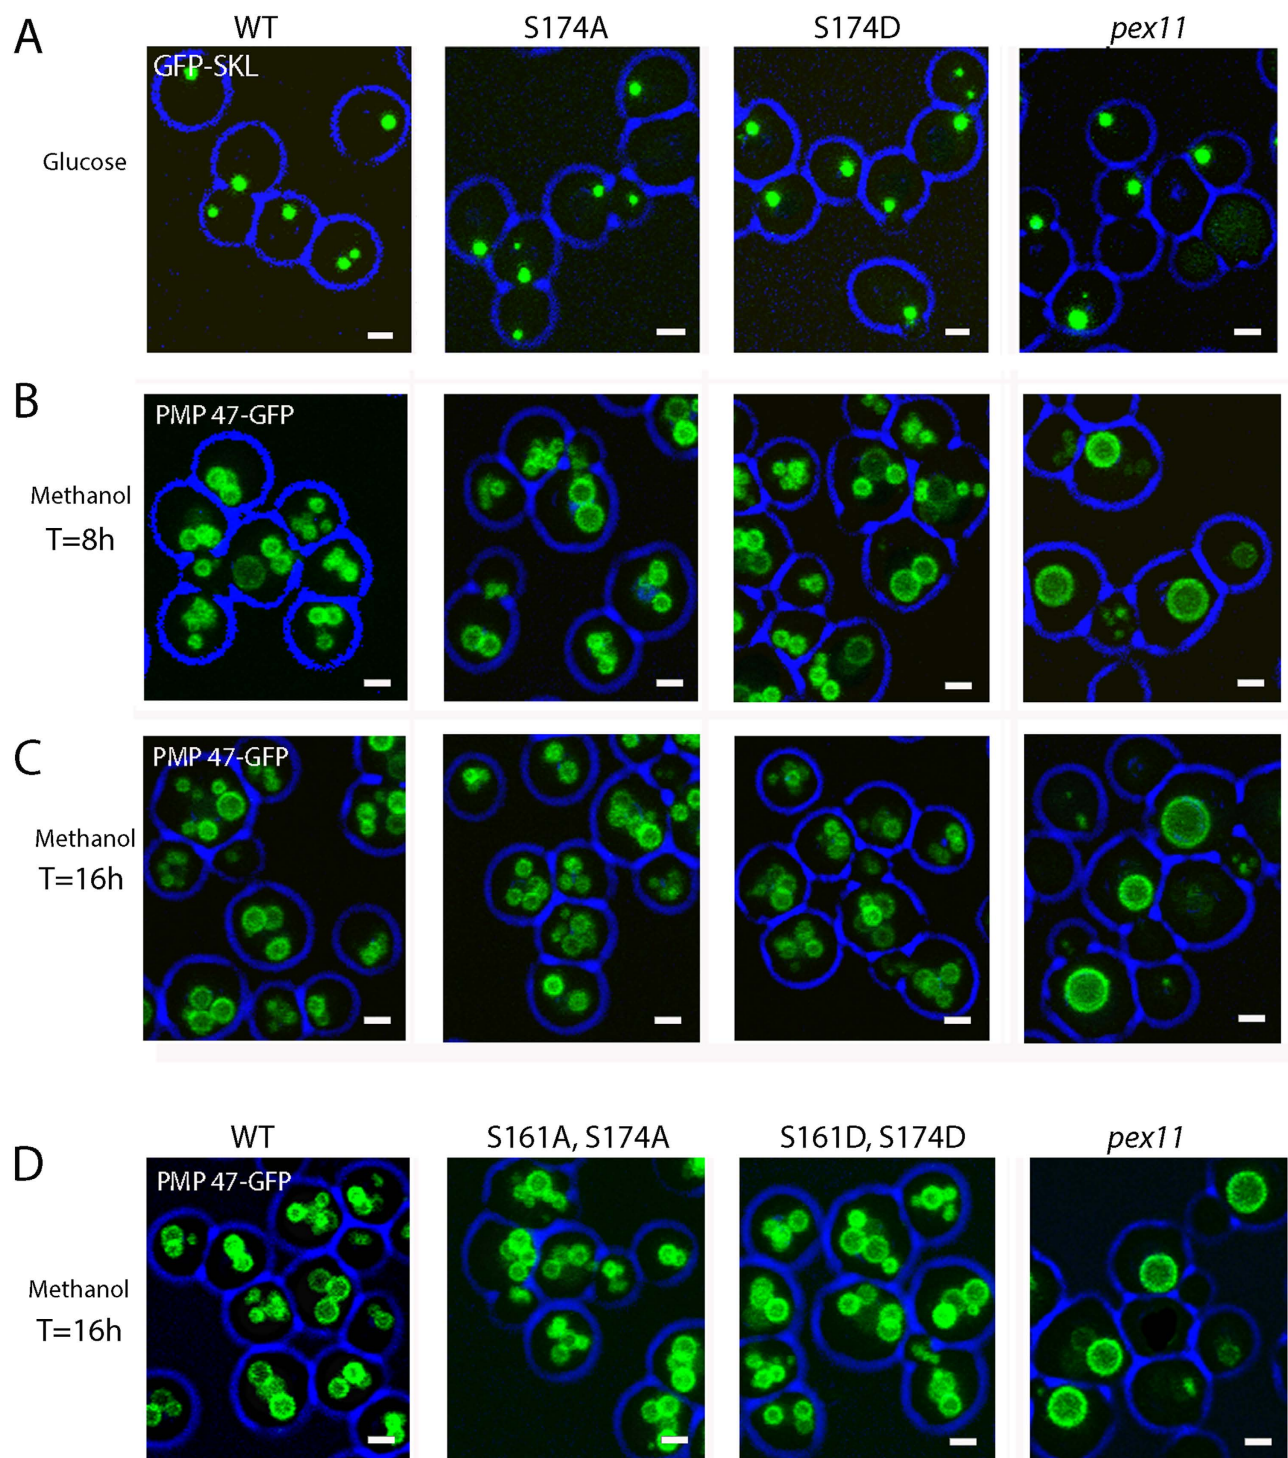 A
WT
S174A
S174D
pex11
GFP-SKL
Glucose
B
PMP 47-GFP
Methanol
T=8h
C
PMP 47-GFP
Methanol
T=16h
D
WT
S161A, S174A
S161D, S174D
pex11
PMP 47-GFP
Methanol
T=16h